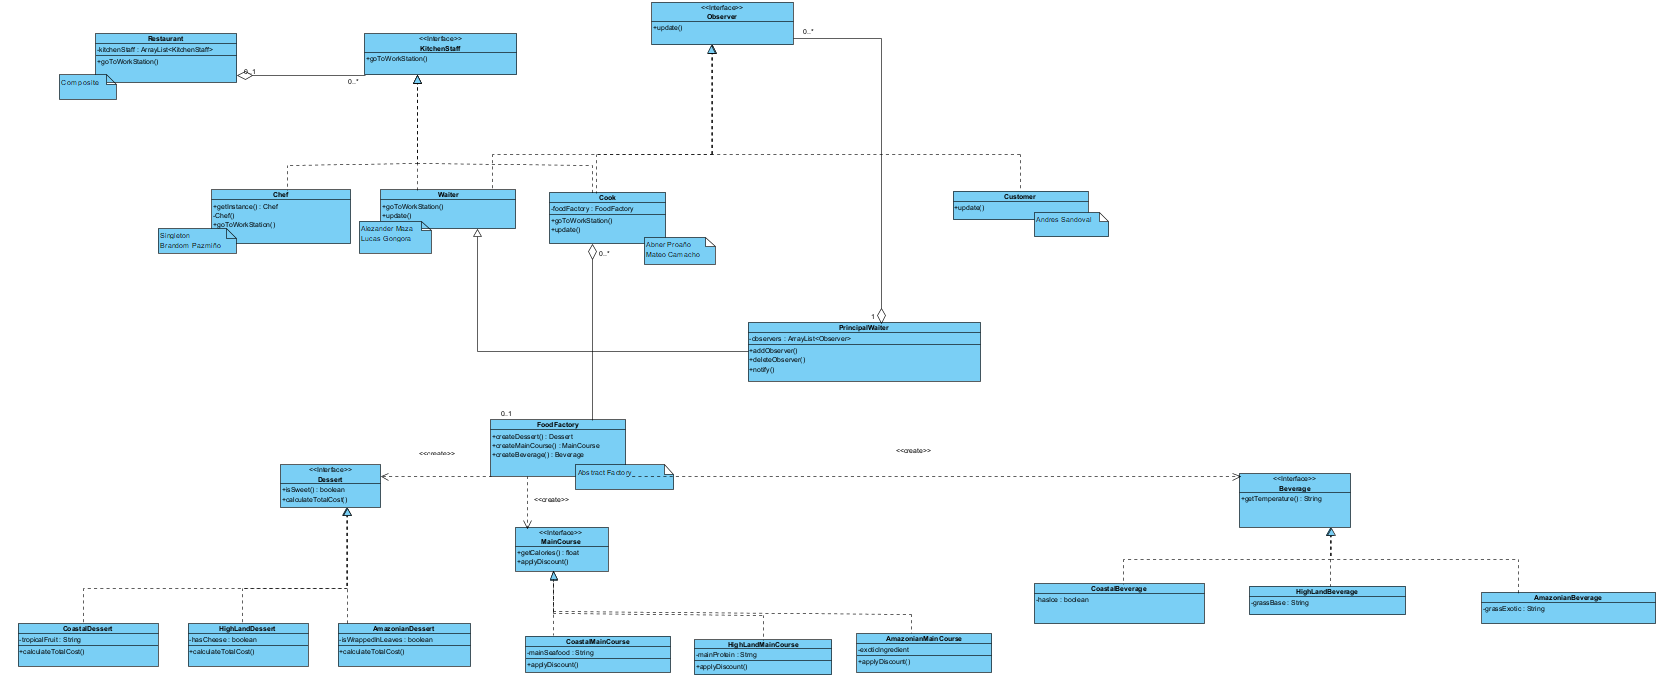 <<Interface>>
Observer
+update()
0..*
Restaurant
-kitchenStaff : ArrayList<KitchenStaff>
+goToWorkStation()
Composite
0..1
0..*
<<Interface>>
KitchenStaff
+goToWorkStation()
Chef
+getInstance() : Chef
-Chef()
+goToWorkStation()
Singleton
Brandom Pazmiño
Waiter
+goToWorkStation()
+update()
Alezander Maza
Lucas Gongora
Cook
-foodFactory : FoodFactory
+goToWorkStation()
+update()
Abner Proaño
Mateo Camacho
0..*
Customer
+update()
Andres Sandoval
1
PrincipalWaiter
-observers : ArrayList<Observer>
+addObserver()
+deleteObserver()
+notify()
0..1
FoodFactory
+createDessert() : Dessert
+createMainCourse() : MainCourse
+createBeverage() : Beverage
Abstract Factory
<<create>>
<<create>>
<<create>>
<<Interface>>
Dessert
+isSweet() : boolean
+calculateTotalCost()
<<Interface>>
MainCourse
+getCalories() : float
+applyDiscount()
<<Interface>>
Beverage
+getTemperature() : String
CoastalDessert
-tropicalFruit : String
+calculateTotalCost()
HighLandDessert
-hasCheese : boolean
+calculateTotalCost()
AmazonianDessert
-isWrappedInLeaves : boolean
+calculateTotalCost()
CoastalMainCourse
-mainSeafood : String
+applyDiscount()
HighLandMainCourse
-mainProtein : String
+applyDiscount()
AmazonianMainCourse
-exoticIngredient
+applyDiscount()
CoastalBeverage
-hasIce : boolean
HighLandBeverage
-grassBase : String
AmazonianBeverage
-grassExotic : String